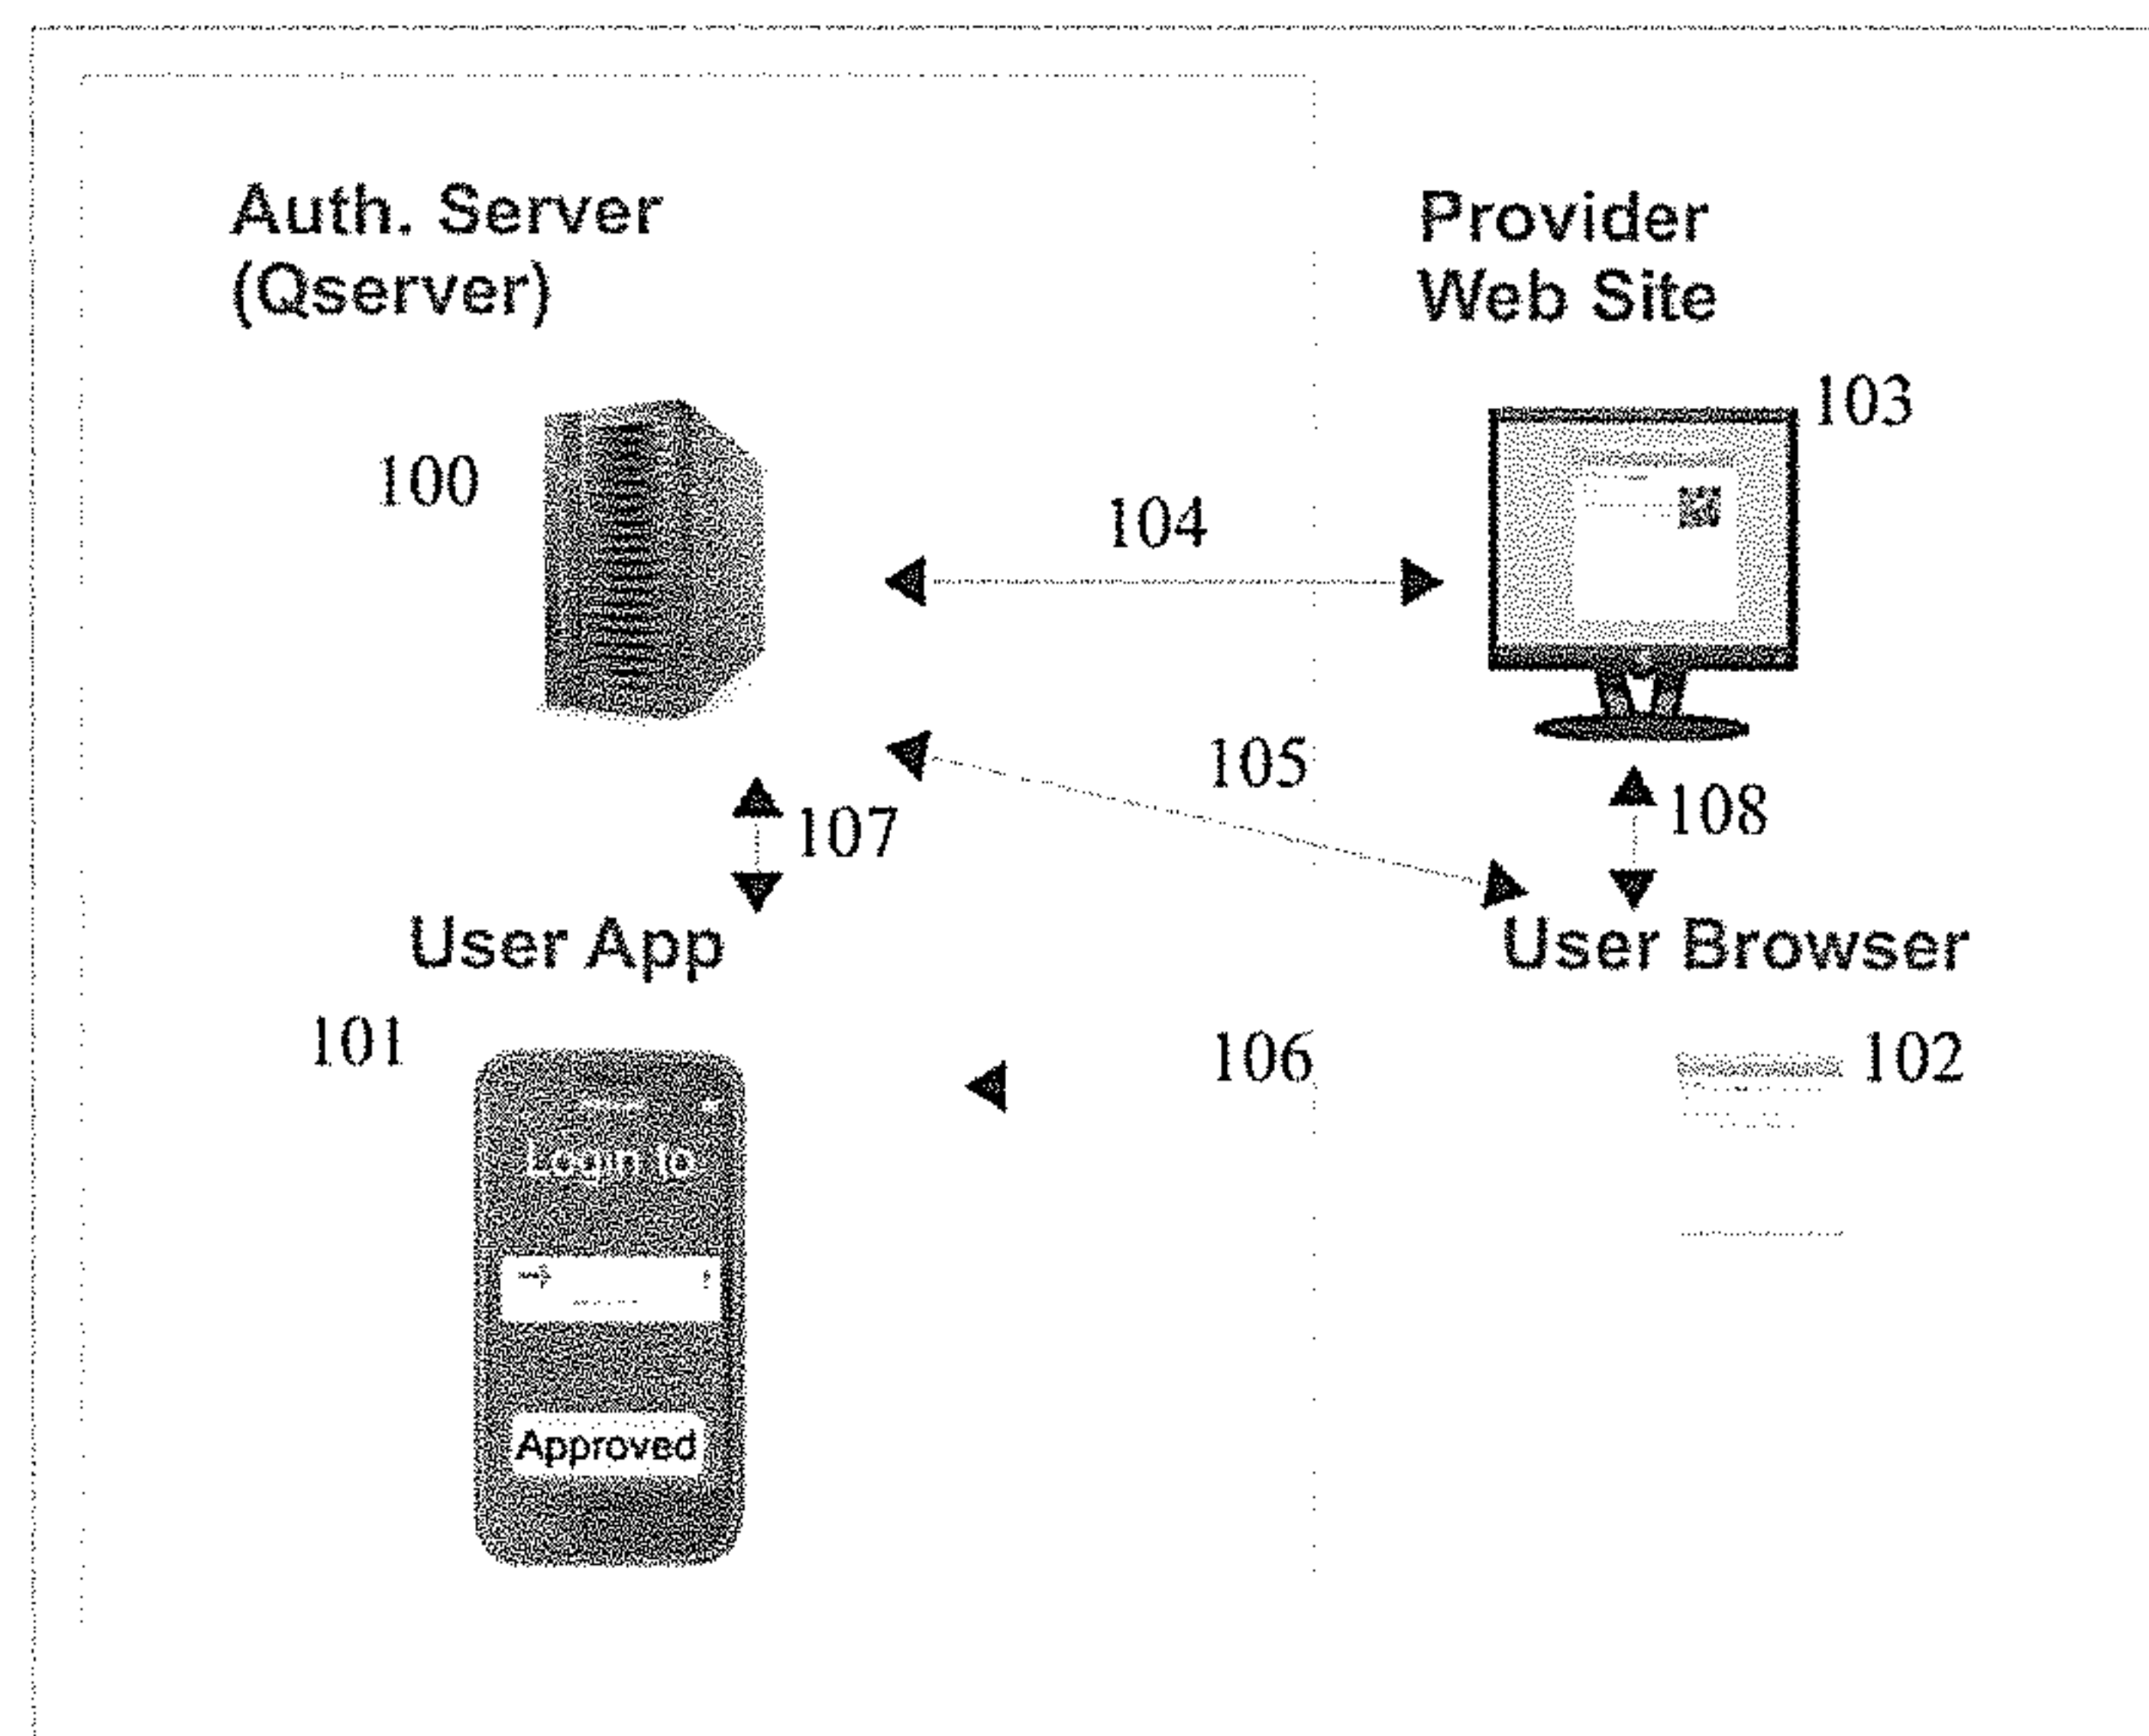 Auth. Server
(Qserver)
Provider
Web Site
103
100
104
105
108
107
User App
User Browser
101
106
102
Login to
Approved